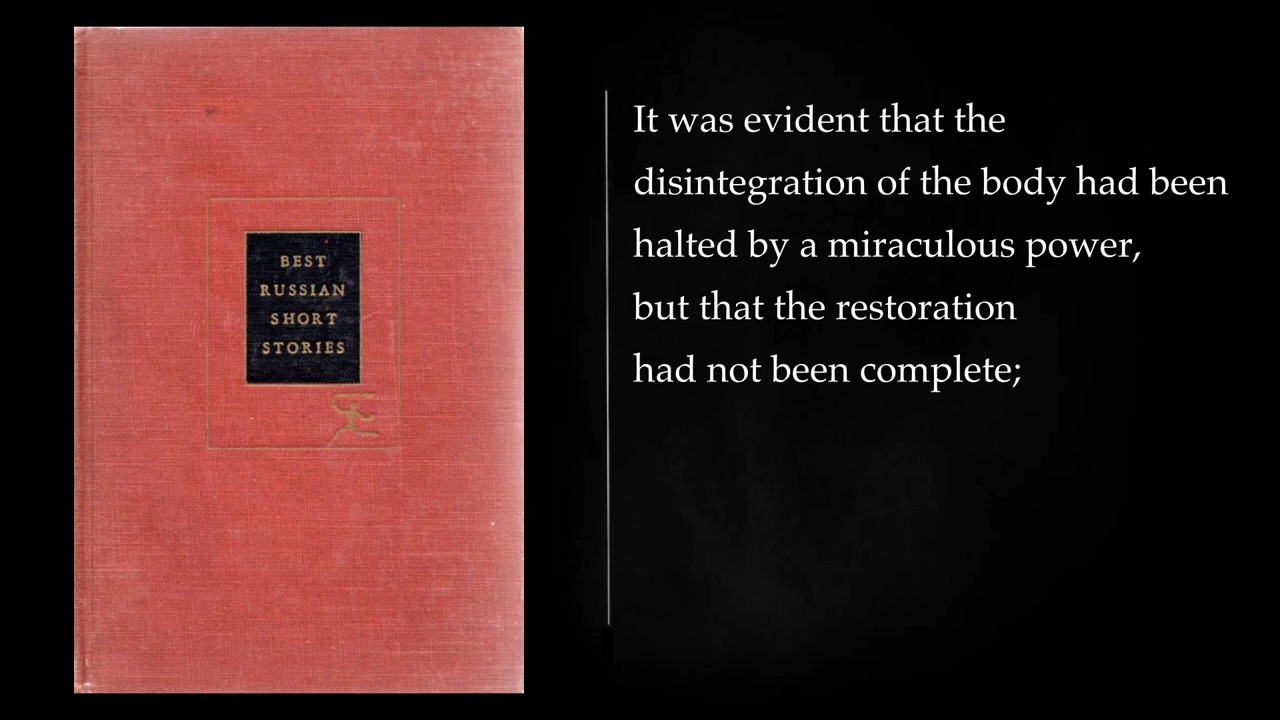 BEST
RUSSIAN
SHORT
STORIES
It was evident that the
disintegration of the body had been
halted by a miraculous power,
but that the restoration
had not been complete;